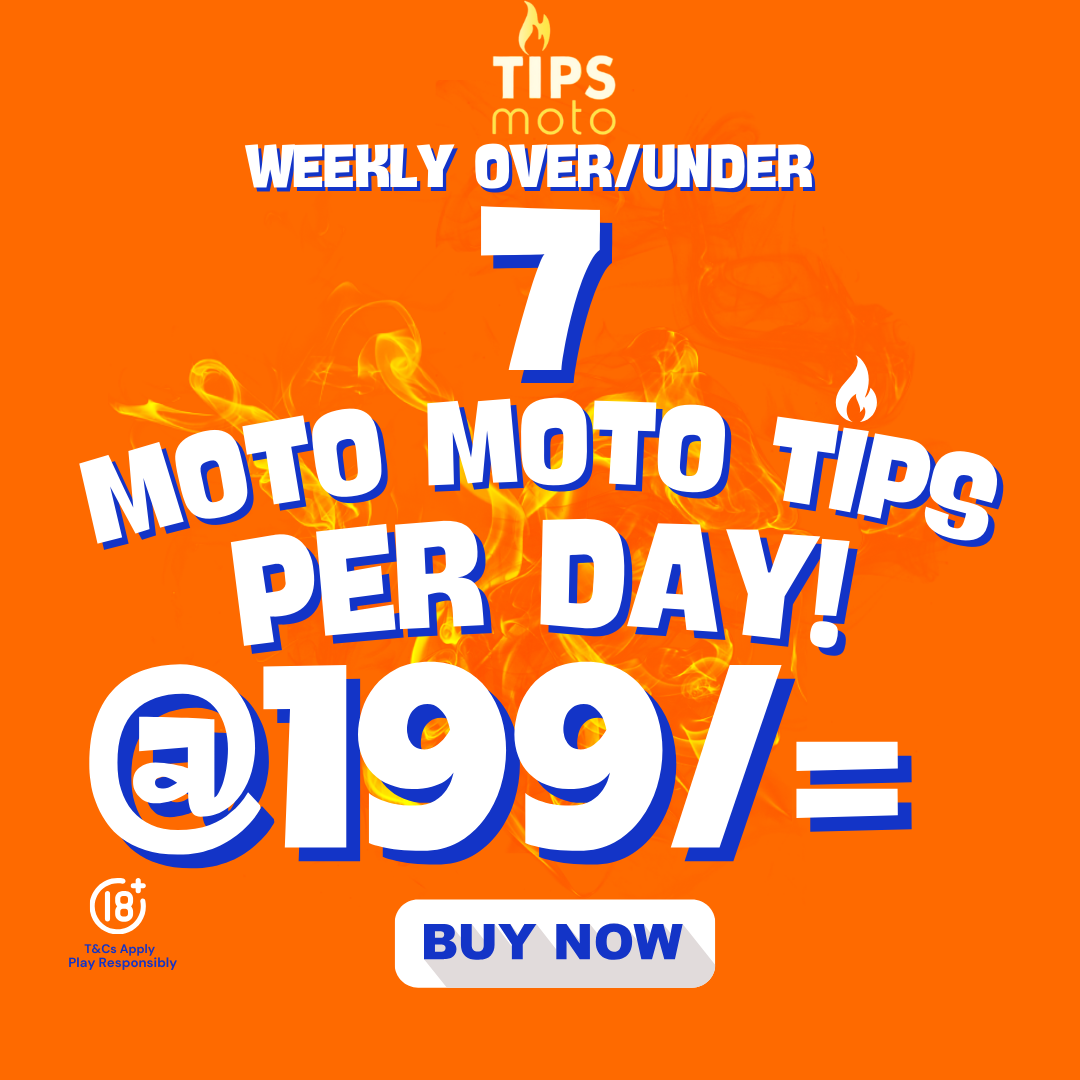 TIPS
moto
WEEKLY OVER/UNDER
7
MOTO MOTO TIPS
PER DAY!
@199/=
18+
T&Cs Apply
Play Responsibly
BUY NOW